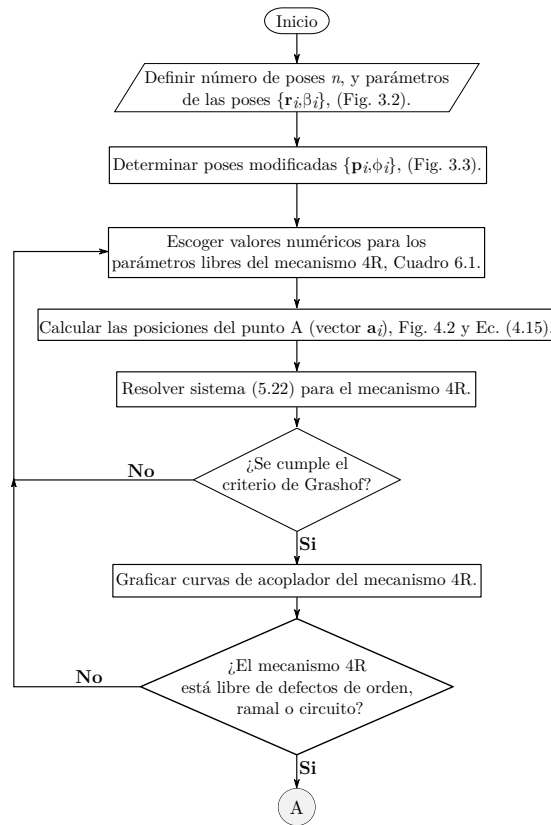 Inicio
Definir número de poses n, y parámetros
de las poses {rᵢ,βᵢ}, (Fig. 3.2).
Determinar poses modificadas {pᵢ,ϕᵢ}, (Fig. 3.3).
Escoger valores numéricos para los
parámetros libres del mecanismo 4R, Cuadro 6.1.
Calcular las posiciones del punto A (vector aᵢ), Fig. 4.2 y Ec. (4.15).
Resolver sistema (5.22) para el mecanismo 4R.
¿Se cumple el
criterio de Grashof?
No
Si
Graficar curvas de acoplador del mecanismo 4R.
¿El mecanismo 4R
está libre de defectos de orden,
ramal o circuito?
No
Si
A